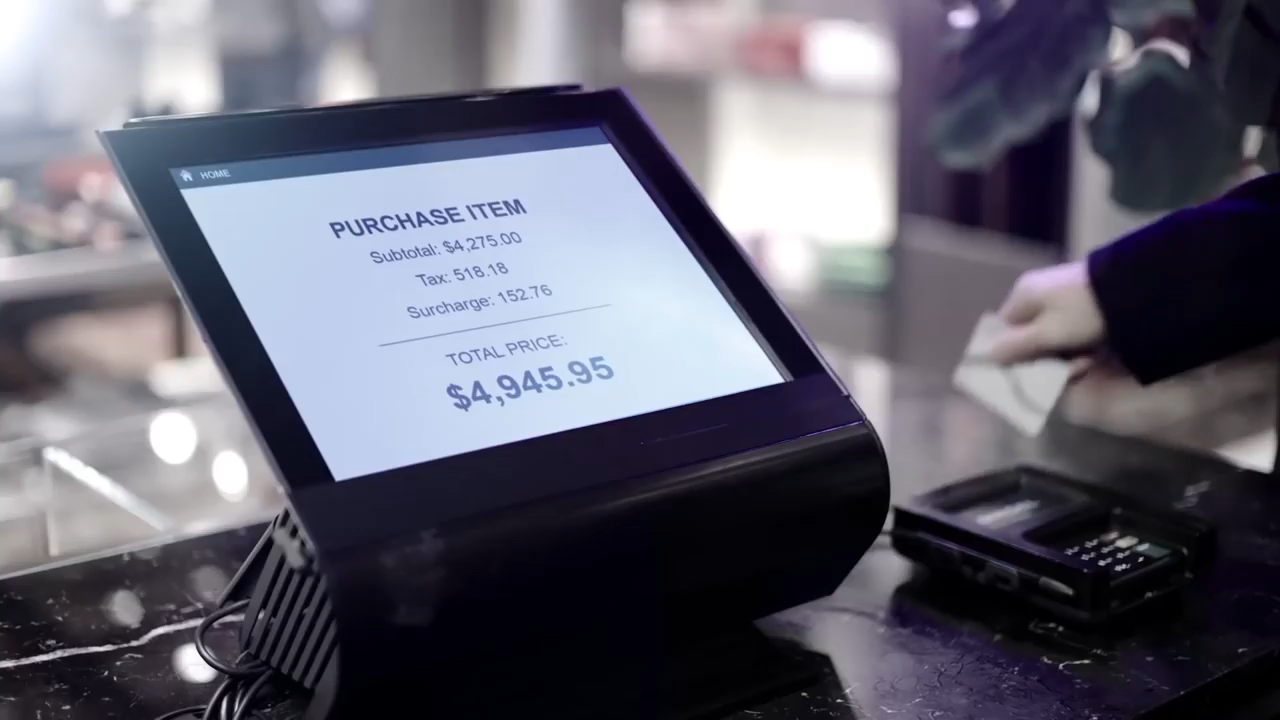 HOME
PURCHASE ITEM
Subtotal: $4,275.00
Tax: 518.18
Surcharge: 152.76
TOTAL PRICE:
$4,945.95